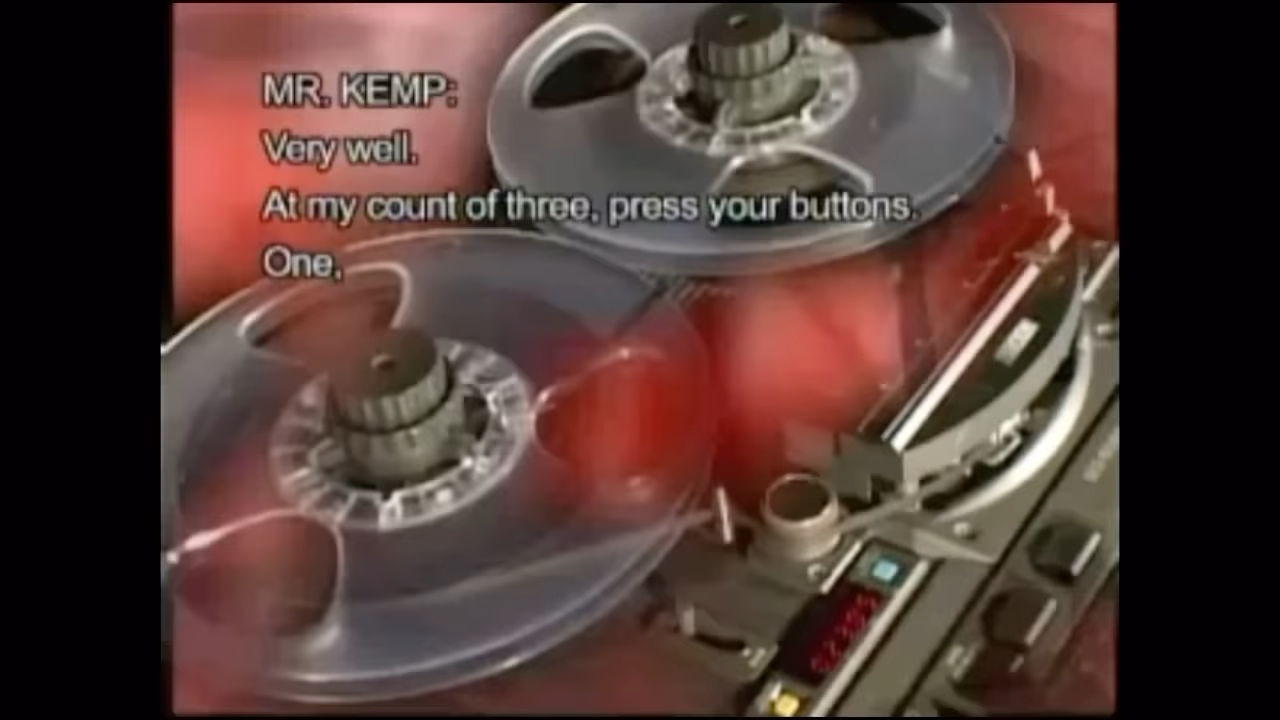 MR. KEMP:
Very well.
At my count of three, press your buttons.
One,